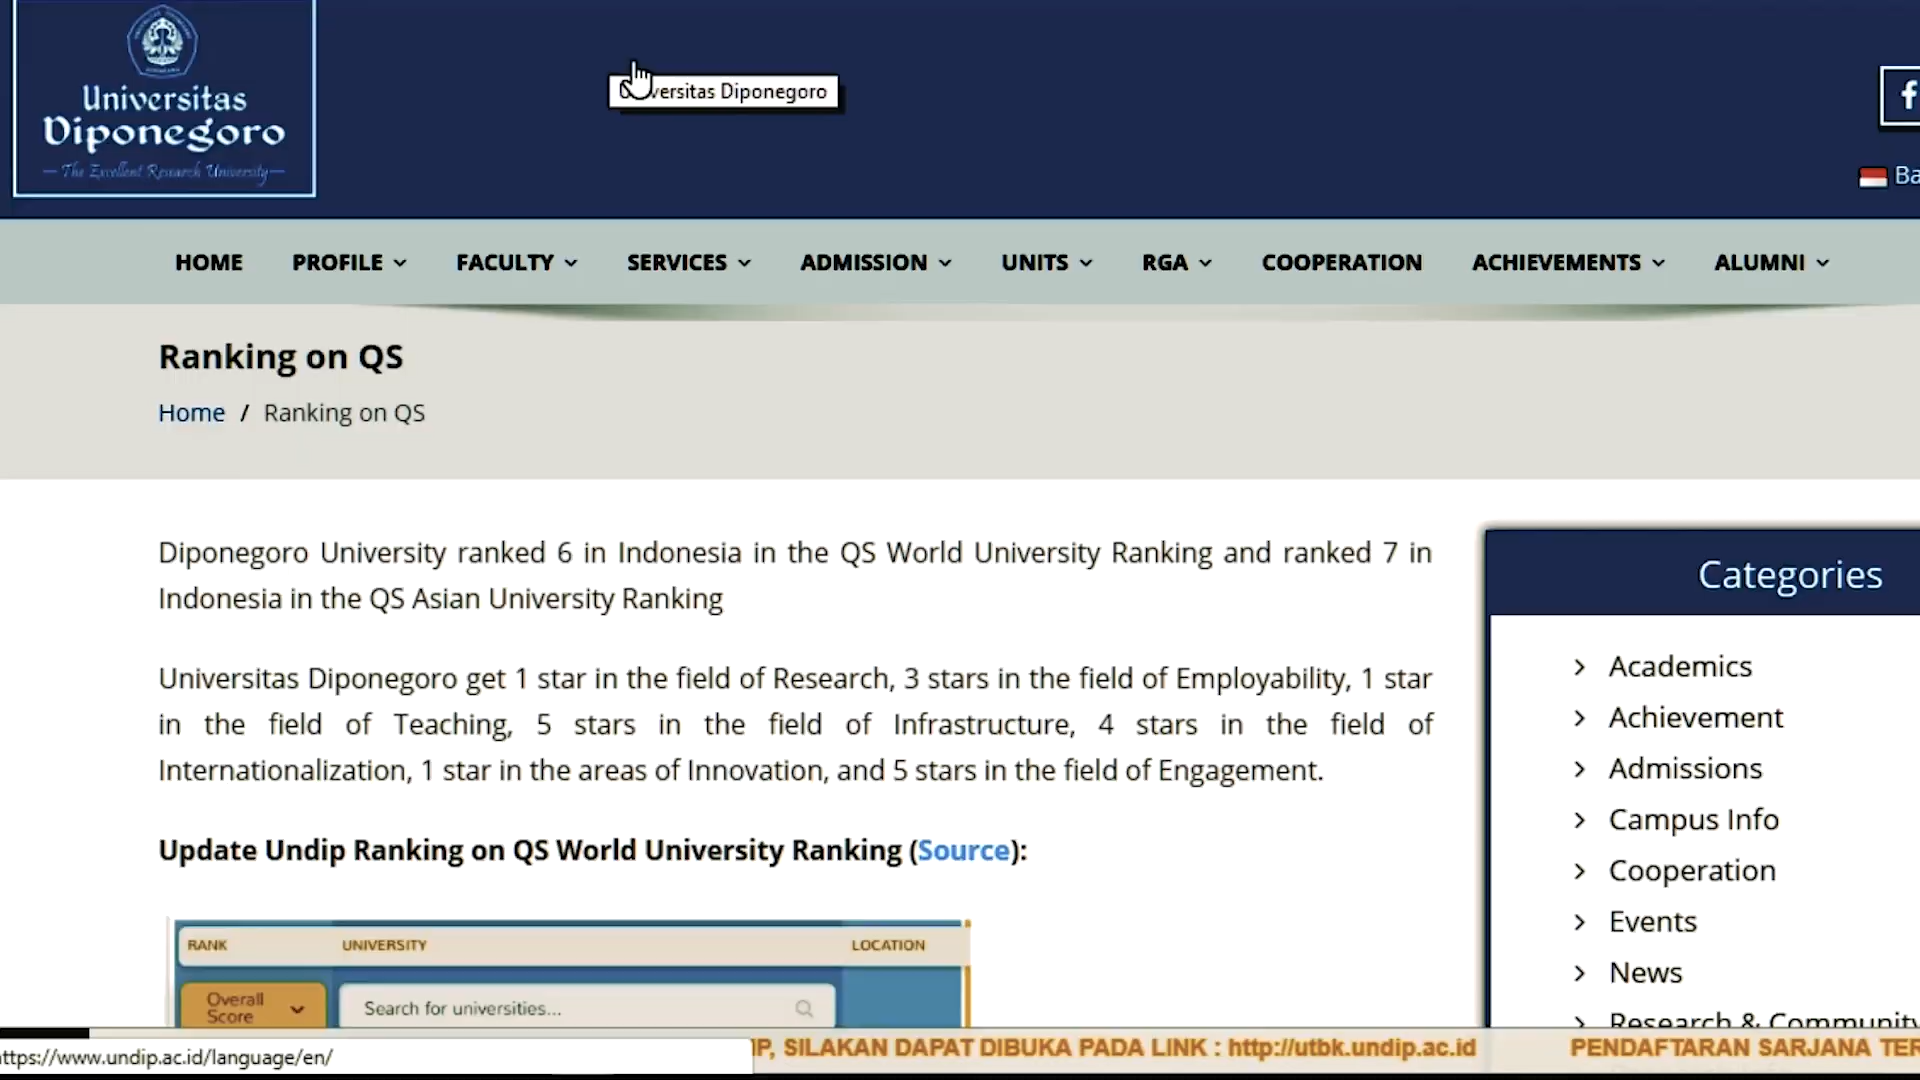 Universitas
Diponegoro
The Excellent Research University
versitas Diponegoro
f
Ba
HOME PROFILE FACULTY SERVICES ADMISSION UNITS RGA COOPERATION ACHIEVEMENTS ALUMNI
Ranking on QS
Home / Ranking on QS
Diponegoro University ranked 6 in Indonesia in the QS World University Ranking and ranked 7 in
Indonesia in the QS Asian University Ranking
Universitas Diponegoro get 1 star in the field of Research, 3 stars in the field of Employability, 1 star
in the field of Teaching, 5 stars in the field of Infrastructure, 4 stars in the field of
Internationalization, 1 star in the areas of Innovation, and 5 stars in the field of Engagement.
Update Undip Ranking on QS World University Ranking (Source):
RANK UNIVERSITY LOCATION
Overall
Score
Search for universities...
Categories
Academics
Achievement
Admissions
Campus Info
Cooperation
Events
News
Research & Community
ttps://www.undip.ac.id/language/en/
IP, SILAKAN DAPAT DIBUKA PADA LINK : http://utbk.undip.ac.id PENDAFTARAN SARJANA TER